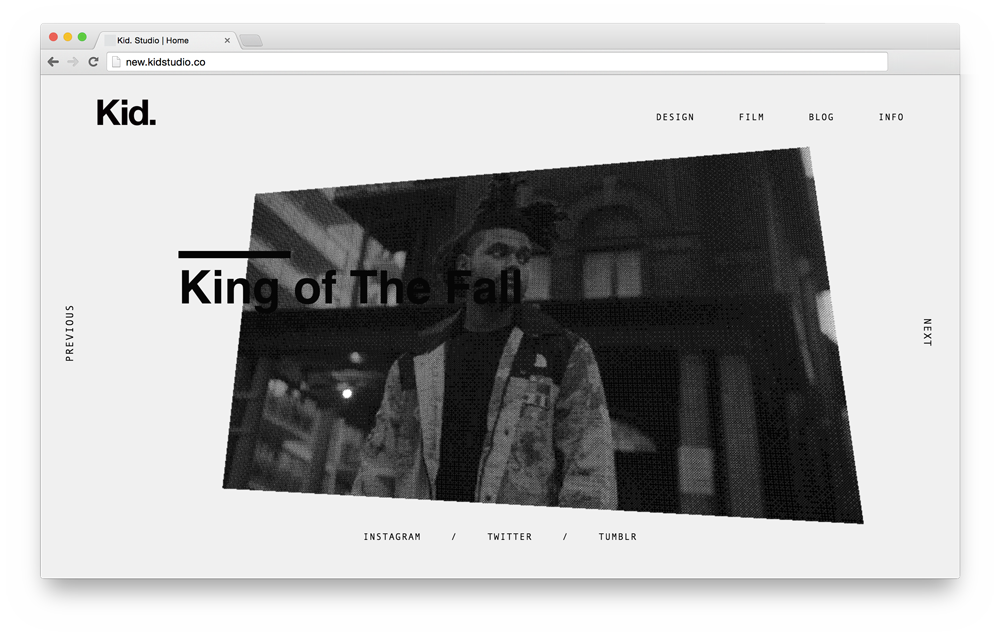 Kid. Studio | Home
new.kidstudio.co
Kid.
DESIGN FILM BLOG INFO
King of The Fall
PREVIOUS
NEXT
INSTAGRAM / TWITTER / TUMBLR